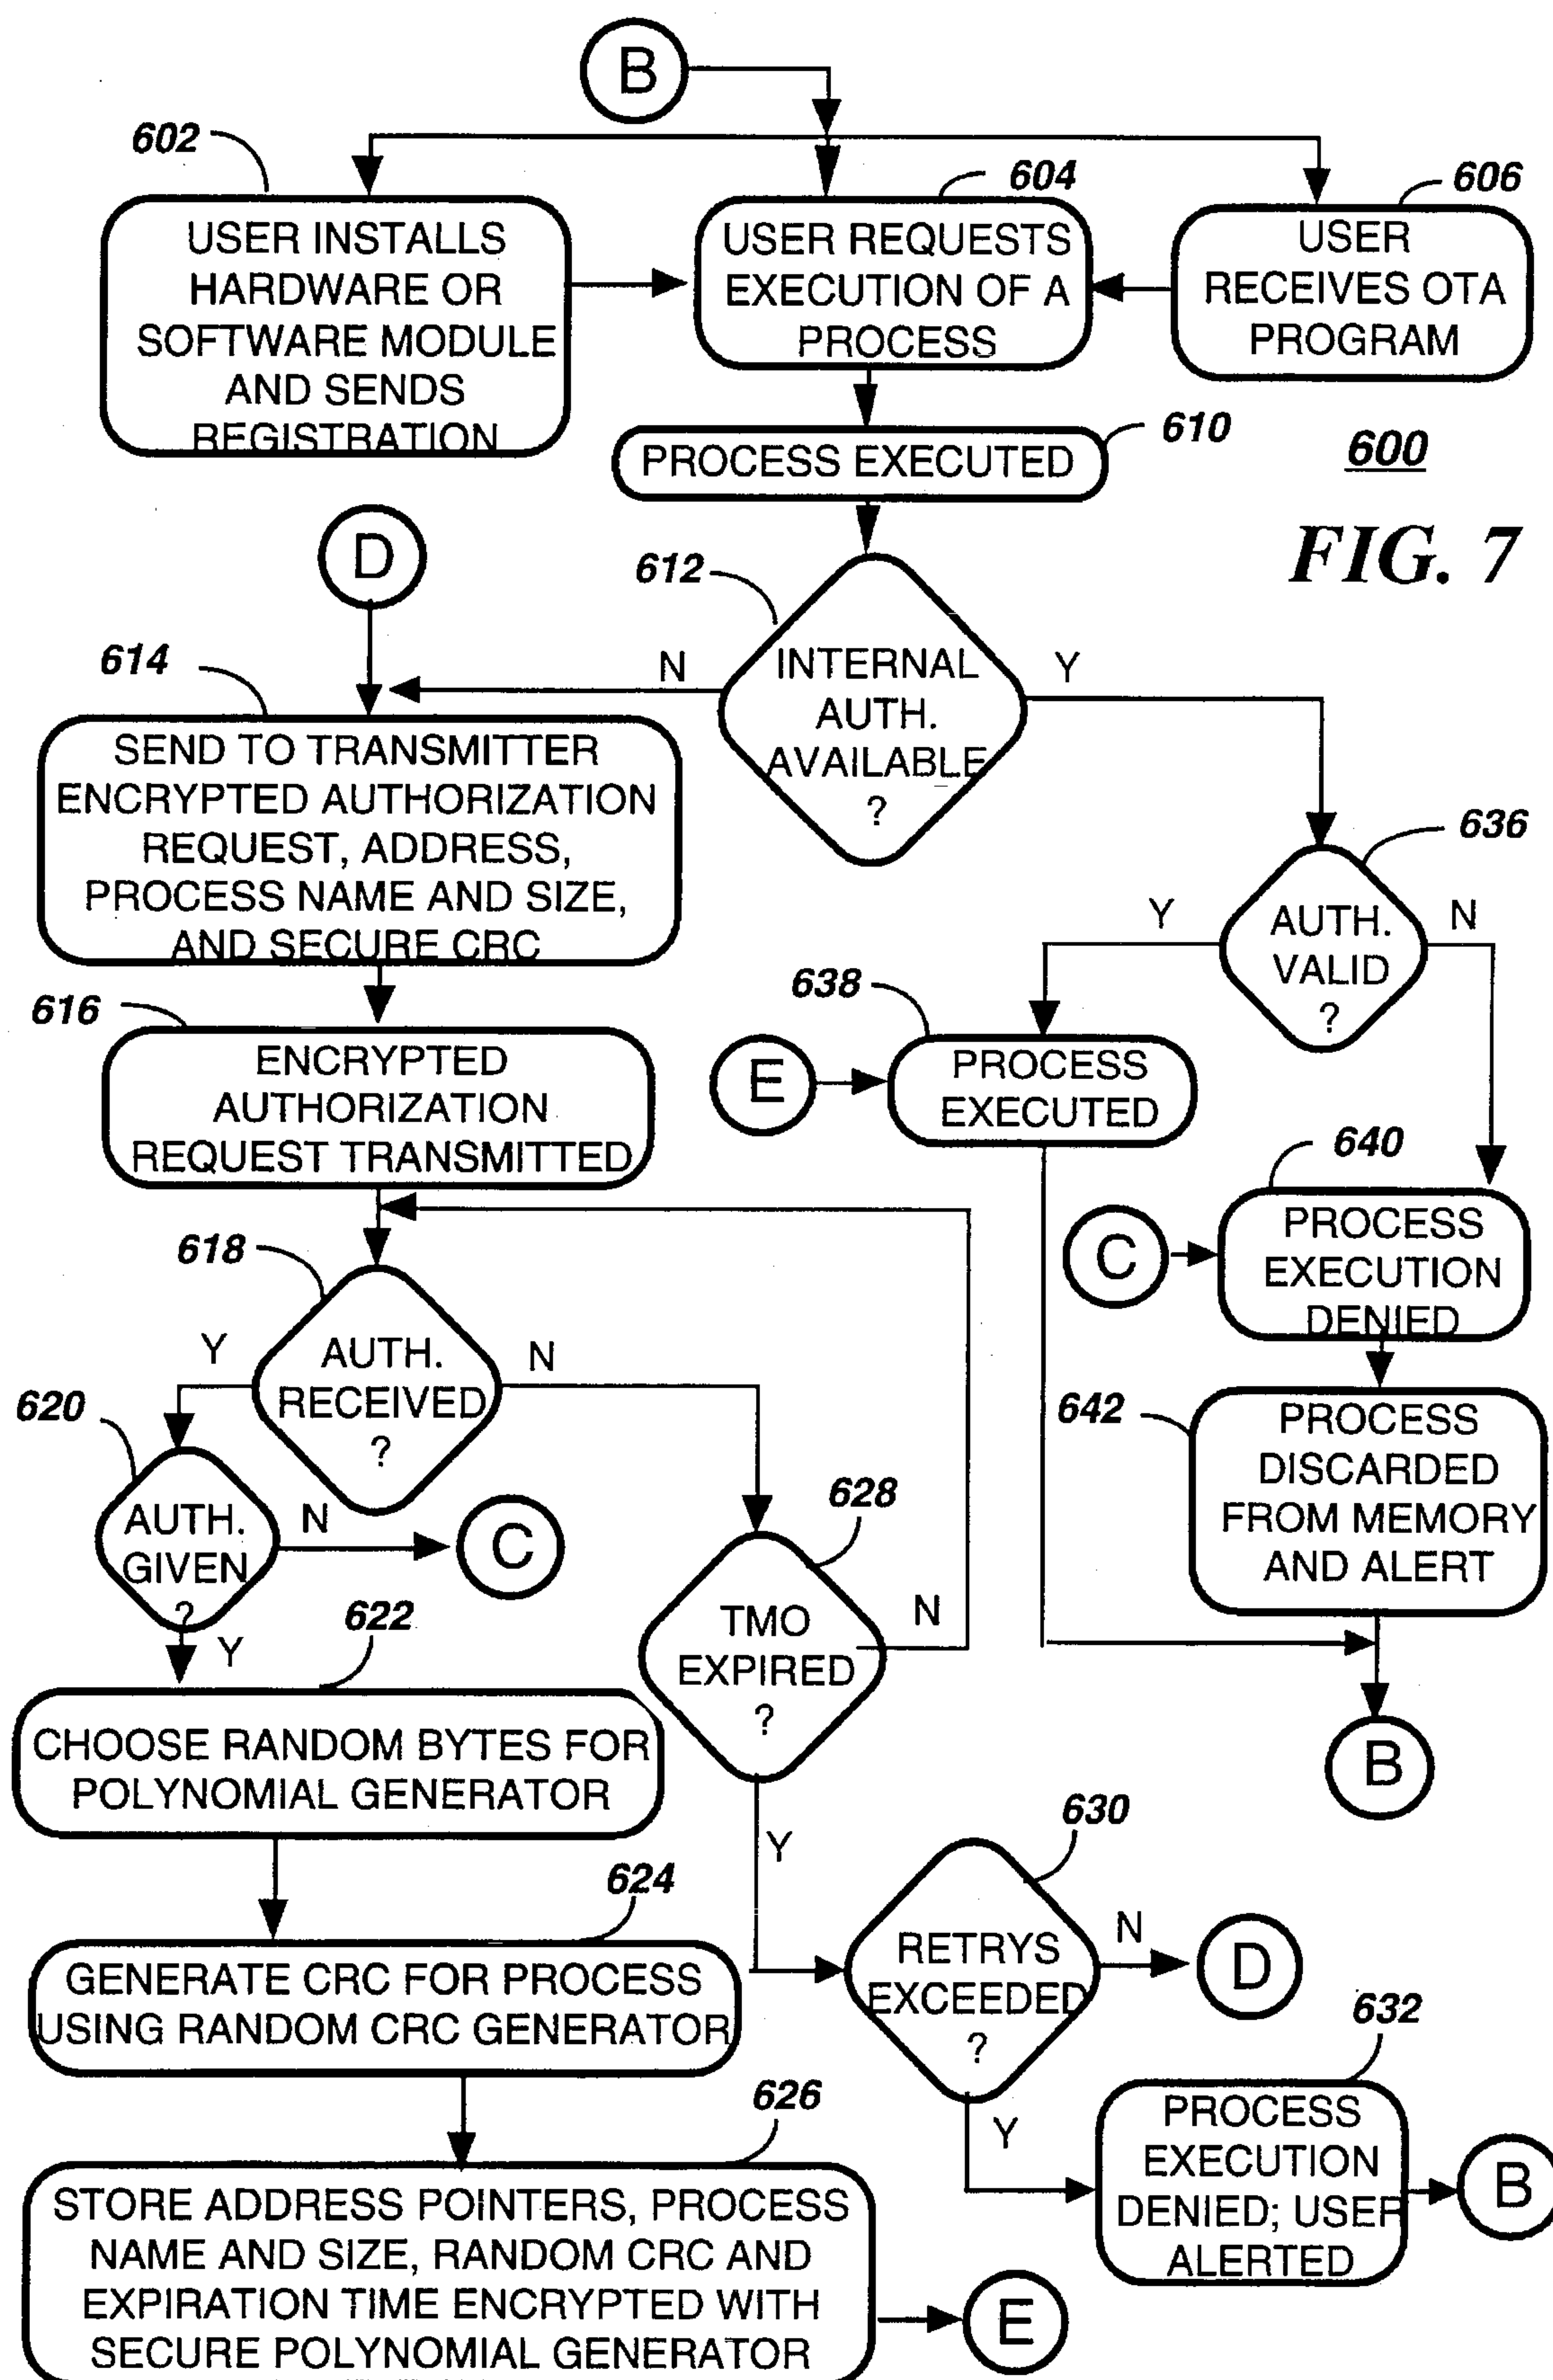 B
602
604
606
USER INSTALLS
HARDWARE OR
SOFTWARE MODULE
AND SENDS
REGISTRATION
USER REQUESTS
EXECUTION OF A
PROCESS
USER
RECEIVES OTA
PROGRAM
610
PROCESS EXECUTED
600
FIG. 7
D
612
INTERNAL
AUTH.
AVAILABLE
?
N
Y
614
SEND TO TRANSMITTER
ENCRYPTED AUTHORIZATION
REQUEST, ADDRESS,
PROCESS NAME AND SIZE,
AND SECURE CRC
636
AUTH.
VALID
?
Y
N
616
ENCRYPTED
AUTHORIZATION
REQUEST TRANSMITTED
638
E
PROCESS
EXECUTED
640
C
PROCESS
EXECUTION
DENIED
618
AUTH.
RECEIVED
?
Y
N
642
PROCESS
DISCARDED
FROM MEMORY
AND ALERT
620
AUTH.
GIVEN
?
N
C
Y
628
TMO
EXPIRED
?
N
Y
B
622
CHOOSE RANDOM BYTES FOR
POLYNOMIAL GENERATOR
630
RETRYS
EXCEEDED
?
N
D
Y
624
GENERATE CRC FOR PROCESS
USING RANDOM CRC GENERATOR
632
PROCESS
EXECUTION
DENIED; USER
ALERTED
B
626
STORE ADDRESS POINTERS, PROCESS
NAME AND SIZE, RANDOM CRC AND
EXPIRATION TIME ENCRYPTED WITH
SECURE POLYNOMIAL GENERATOR
E